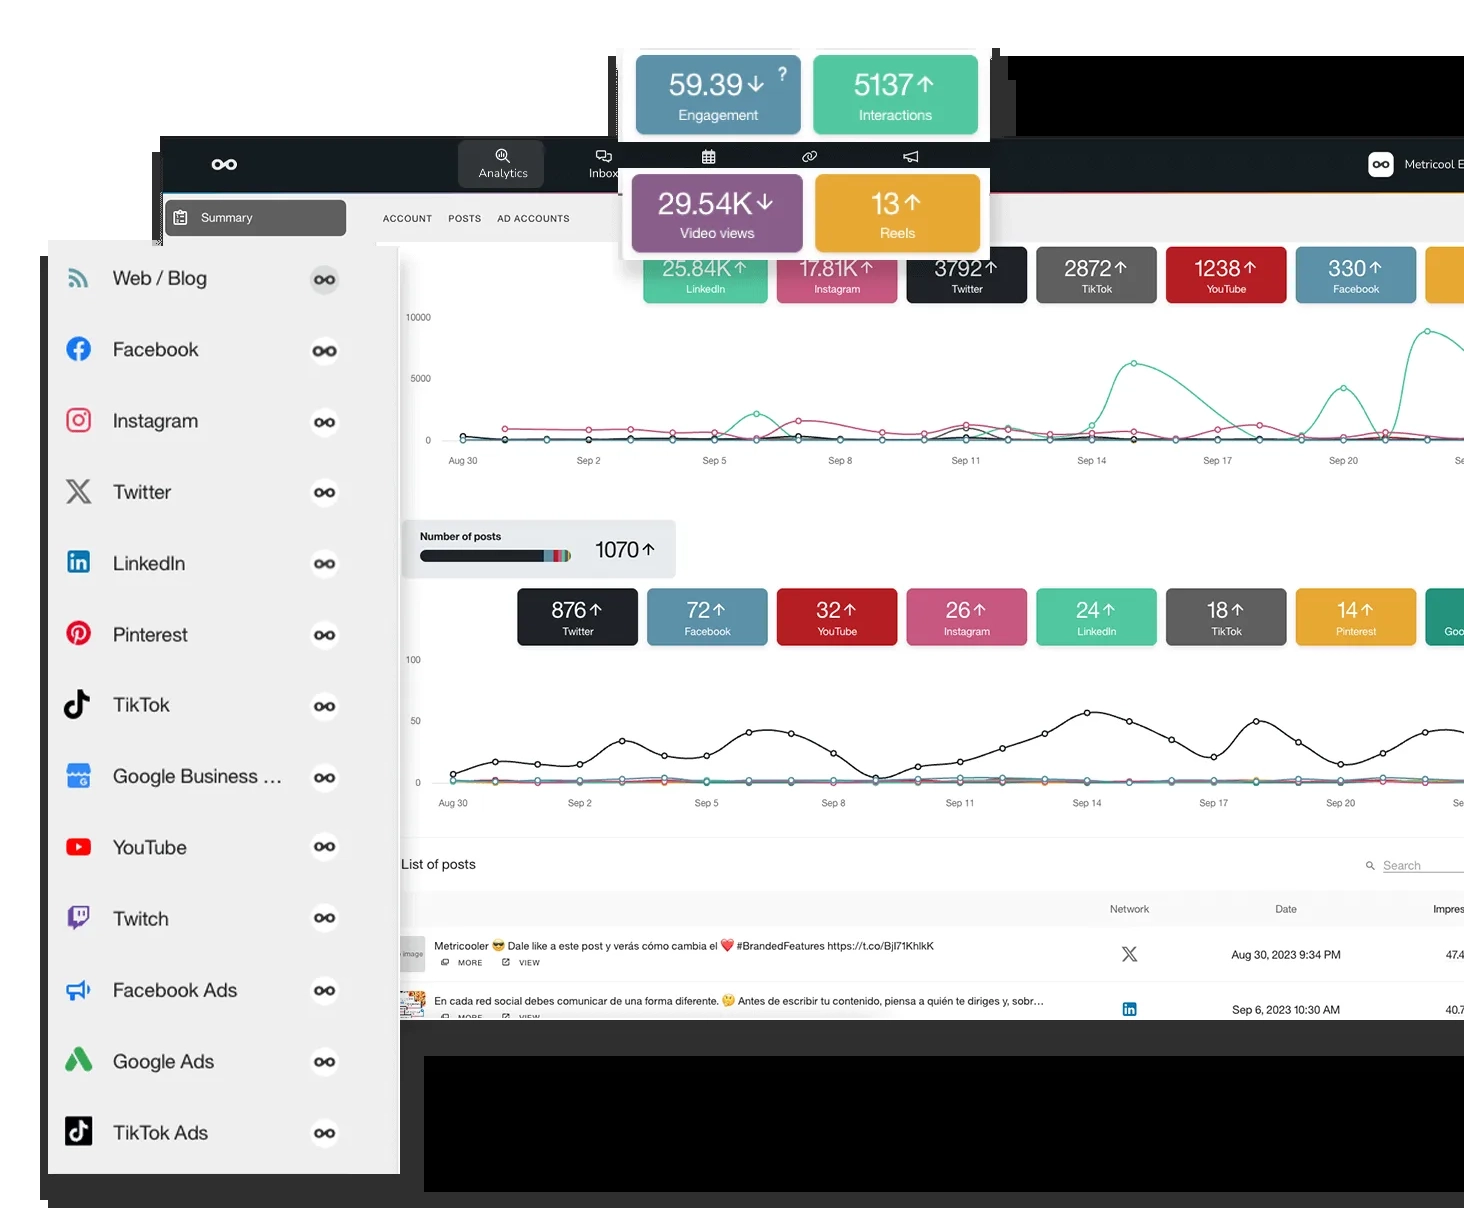 59.39↓ ?
Engagement
5137↑
Interactions
Analytics
Inbox
Metricool E
29.54K↓
Video views
13↑
Reels
Summary
ACCOUNT POSTS AD ACCOUNTS
Web / Blog
Facebook
Instagram
Twitter
LinkedIn
Pinterest
TikTok
Google Business ...
YouTube
Twitch
Facebook Ads
Google Ads
TikTok Ads
25.84K↑
LinkedIn
17.81K↑
Instagram
3792↑
Twitter
2872↑
TikTok
1238↑
YouTube
330↑
Facebook
10000
5000
0
Aug 30 Sep 2 Sep 5 Sep 8 Sep 11 Sep 14 Sep 17 Sep 20 Se
Number of posts
1070↑
876↑
Twitter
72↑
Facebook
32↑
YouTube
26↑
Instagram
24↑
LinkedIn
18↑
TikTok
14↑
Pinterest
Goo
100
50
0
Aug 30 Sep 2 Sep 5 Sep 8 Sep 11 Sep 14 Sep 17 Sep 20 Se
List of posts
Search
Network Date Impres
image
Metricooler 😎 Dale like a este post y verás cómo cambia el ❤️ #BrandedFeatures https://t.co/BjI71KhlkK
MORE VIEW
Aug 30, 2023 9:34 PM 47.4
En cada red social debes comunicar de una forma diferente. 🤔 Antes de escribir tu contenido, piensa a quién te diriges y, sobr...
MORE VIEW
Sep 6, 2023 10:30 AM 40.7